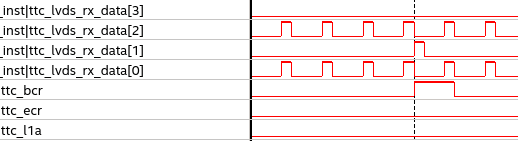 _inst|ttc_lvds_rx_data[3]
_inst|ttc_lvds_rx_data[2]
_inst|ttc_lvds_rx_data[1]
_inst|ttc_lvds_rx_data[0]
ttc_bcr
ttc_ecr
ttc_l1a